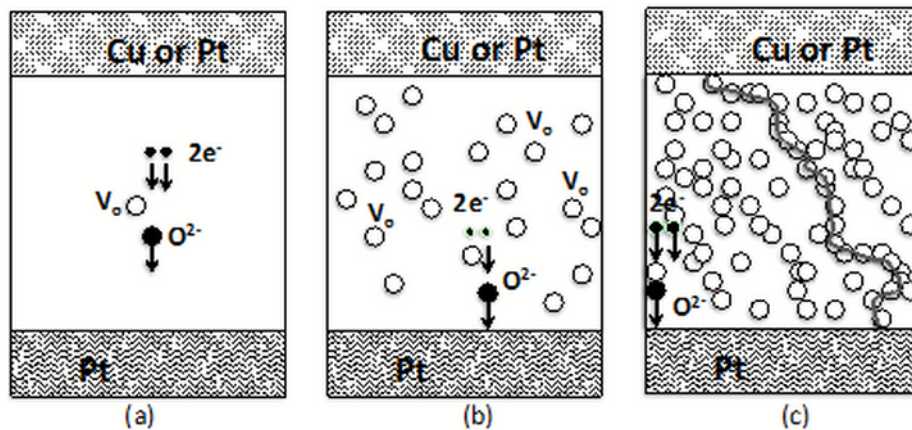 Cu or Pt
2e-
Vo
O2-
Pt
(a)
Cu or Pt
Vo
Vo
2e-
Vo
O2-
Pt
(b)
Cu or Pt
2e-
O2-
Pt
(c)